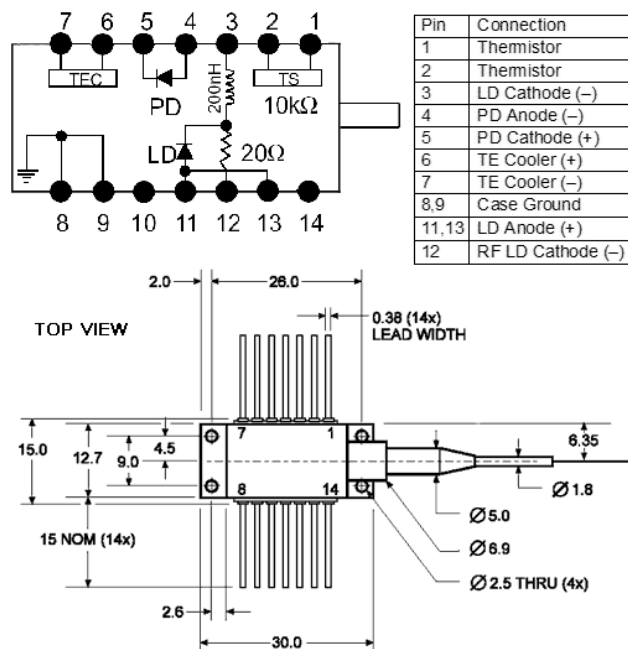 7 6 5 4 3 2 1
TEC
PD
200nH
TS
10kΩ
LD
20Ω
8 9 10 11 12 13 14
Pin Connection
1 Thermistor
2 Thermistor
3 LD Cathode (–)
4 PD Anode (–)
5 PD Cathode (+)
6 TE Cooler (+)
7 TE Cooler (–)
8,9 Case Ground
11,13 LD Anode (+)
12 RF LD Cathode (–)
2.0
26.0
TOP VIEW
0.38 (14x)
LEAD WIDTH
7 1
15.0
12.7
9.0
4.5
6.35
8 14
Ø 1.8
Ø 5.0
15 NOM (14x)
Ø 6.9
Ø 2.5 THRU (4x)
2.6
30.0